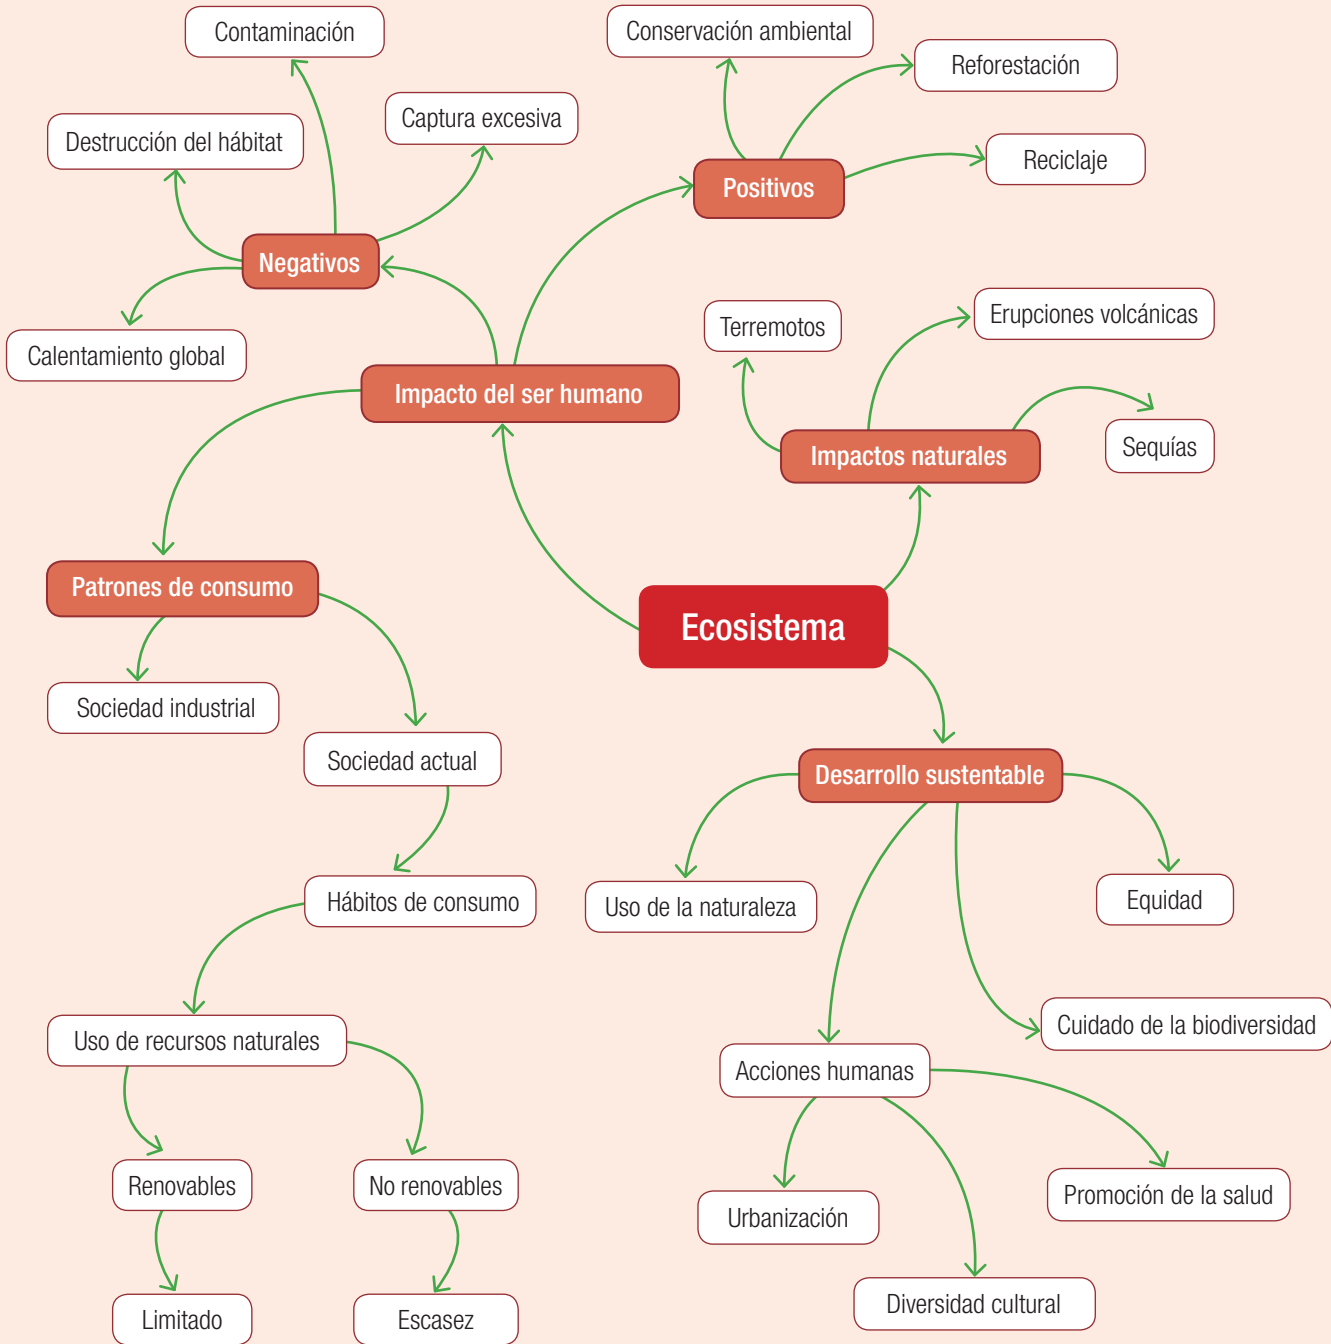 Contaminación
Conservación ambiental
Reforestación
Captura excesiva
Destrucción del hábitat
Reciclaje
Positivos
Negativos
Terremotos
Erupciones volcánicas
Calentamiento global
Impacto del ser humano
Impactos naturales
Sequías
Patrones de consumo
Ecosistema
Sociedad industrial
Sociedad actual
Desarrollo sustentable
Hábitos de consumo
Uso de la naturaleza
Equidad
Uso de recursos naturales
Cuidado de la biodiversidad
Acciones humanas
Renovables
No renovables
Promoción de la salud
Urbanización
Diversidad cultural
Limitado
Escasez